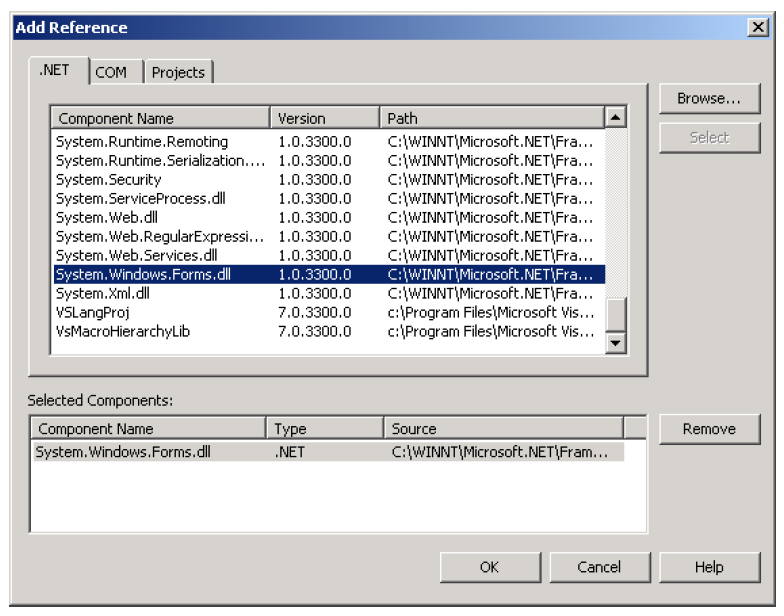 Add Reference
.NET COM Projects
Browse...
Select
Component Name Version Path
System.Runtime.Remoting 1.0.3300.0 C:\WINNT\Microsoft.NET\Fra...
System.Runtime.Serialization.... 1.0.3300.0 C:\WINNT\Microsoft.NET\Fra...
System.Security 1.0.3300.0 C:\WINNT\Microsoft.NET\Fra...
System.ServiceProcess.dll 1.0.3300.0 C:\WINNT\Microsoft.NET\Fra...
System.Web.dll 1.0.3300.0 C:\WINNT\Microsoft.NET\Fra...
System.Web.RegularExpressi... 1.0.3300.0 C:\WINNT\Microsoft.NET\Fra...
System.Web.Services.dll 1.0.3300.0 C:\WINNT\Microsoft.NET\Fra...
System.Windows.Forms.dll 1.0.3300.0 C:\WINNT\Microsoft.NET\Fra...
System.Xml.dll 1.0.3300.0 C:\WINNT\Microsoft.NET\Fra...
VSLangProj 7.0.3300.0 c:\Program Files\Microsoft Vis...
VsMacroHierarchyLib 7.0.3300.0 c:\Program Files\Microsoft Vis...
Selected Components:
Component Name Type Source
Remove
System.Windows.Forms.dll .NET C:\WINNT\Microsoft.NET\Fram...
OK Cancel Help